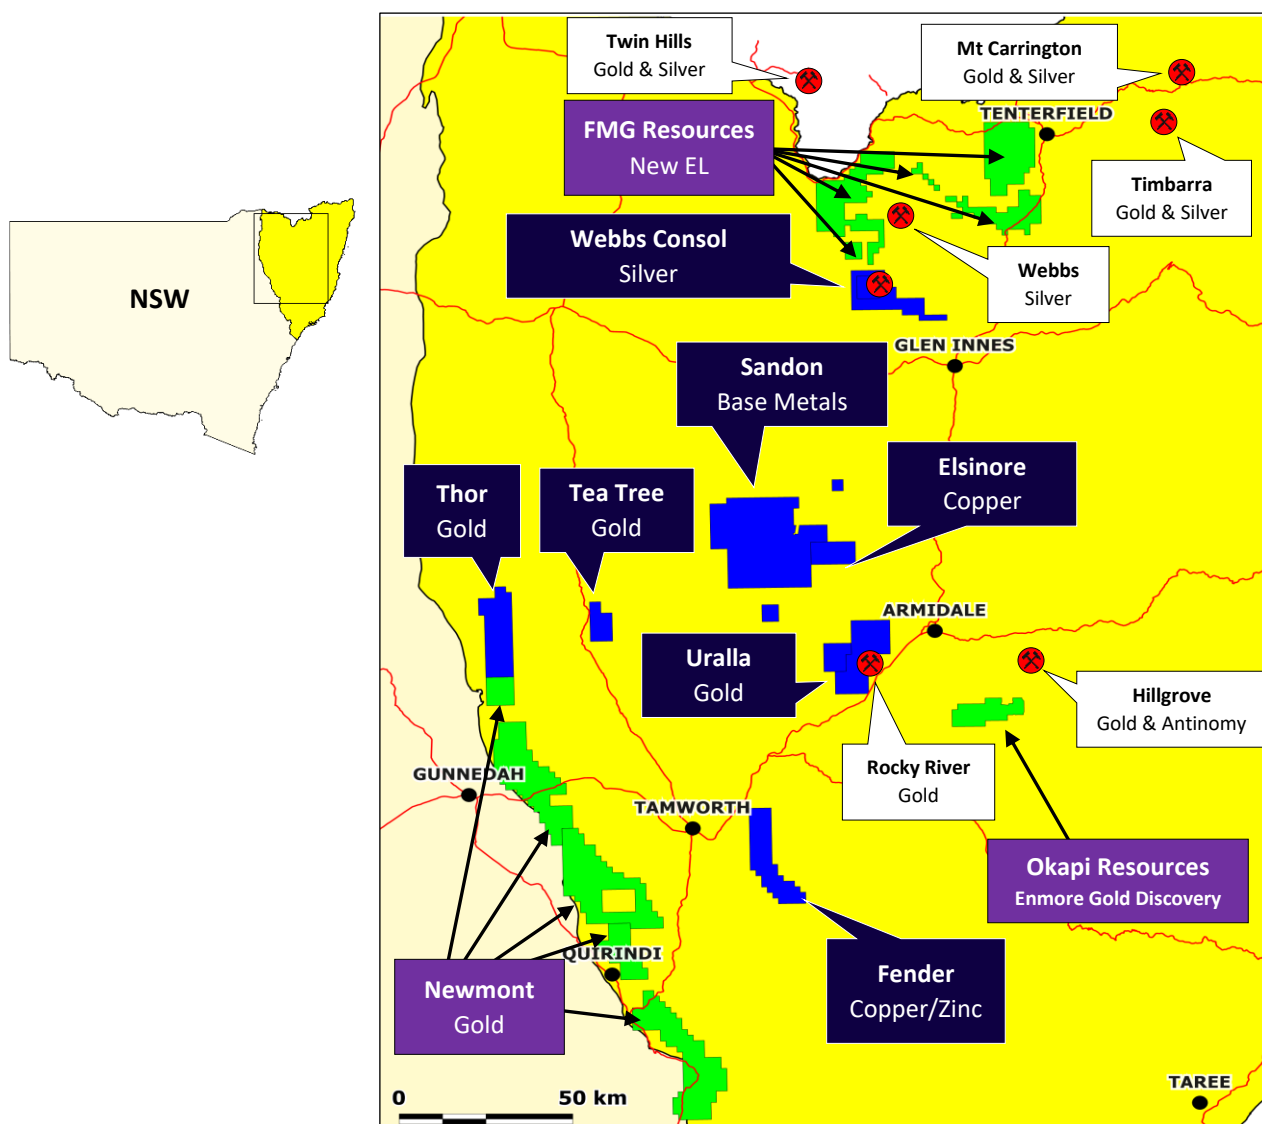 Twin Hills
Gold & Silver
Mt Carrington
Gold & Silver
TENTERFIELD
FMG Resources
New EL
Timbarra
Gold & Silver
Webbs Consol
Silver
Webbs
Silver
NSW
GLEN INNES
Sandon
Base Metals
Elsinore
Copper
Thor
Gold
Tea Tree
Gold
ARMIDALE
Uralla
Gold
Hillgrove
Gold & Antinomy
Rocky River
Gold
GUNNEDAH
TAMWORTH
Okapi Resources
Enmore Gold Discovery
QUIRINDI
Newmont
Gold
Fender
Copper/Zinc
TAREE
0
50 km